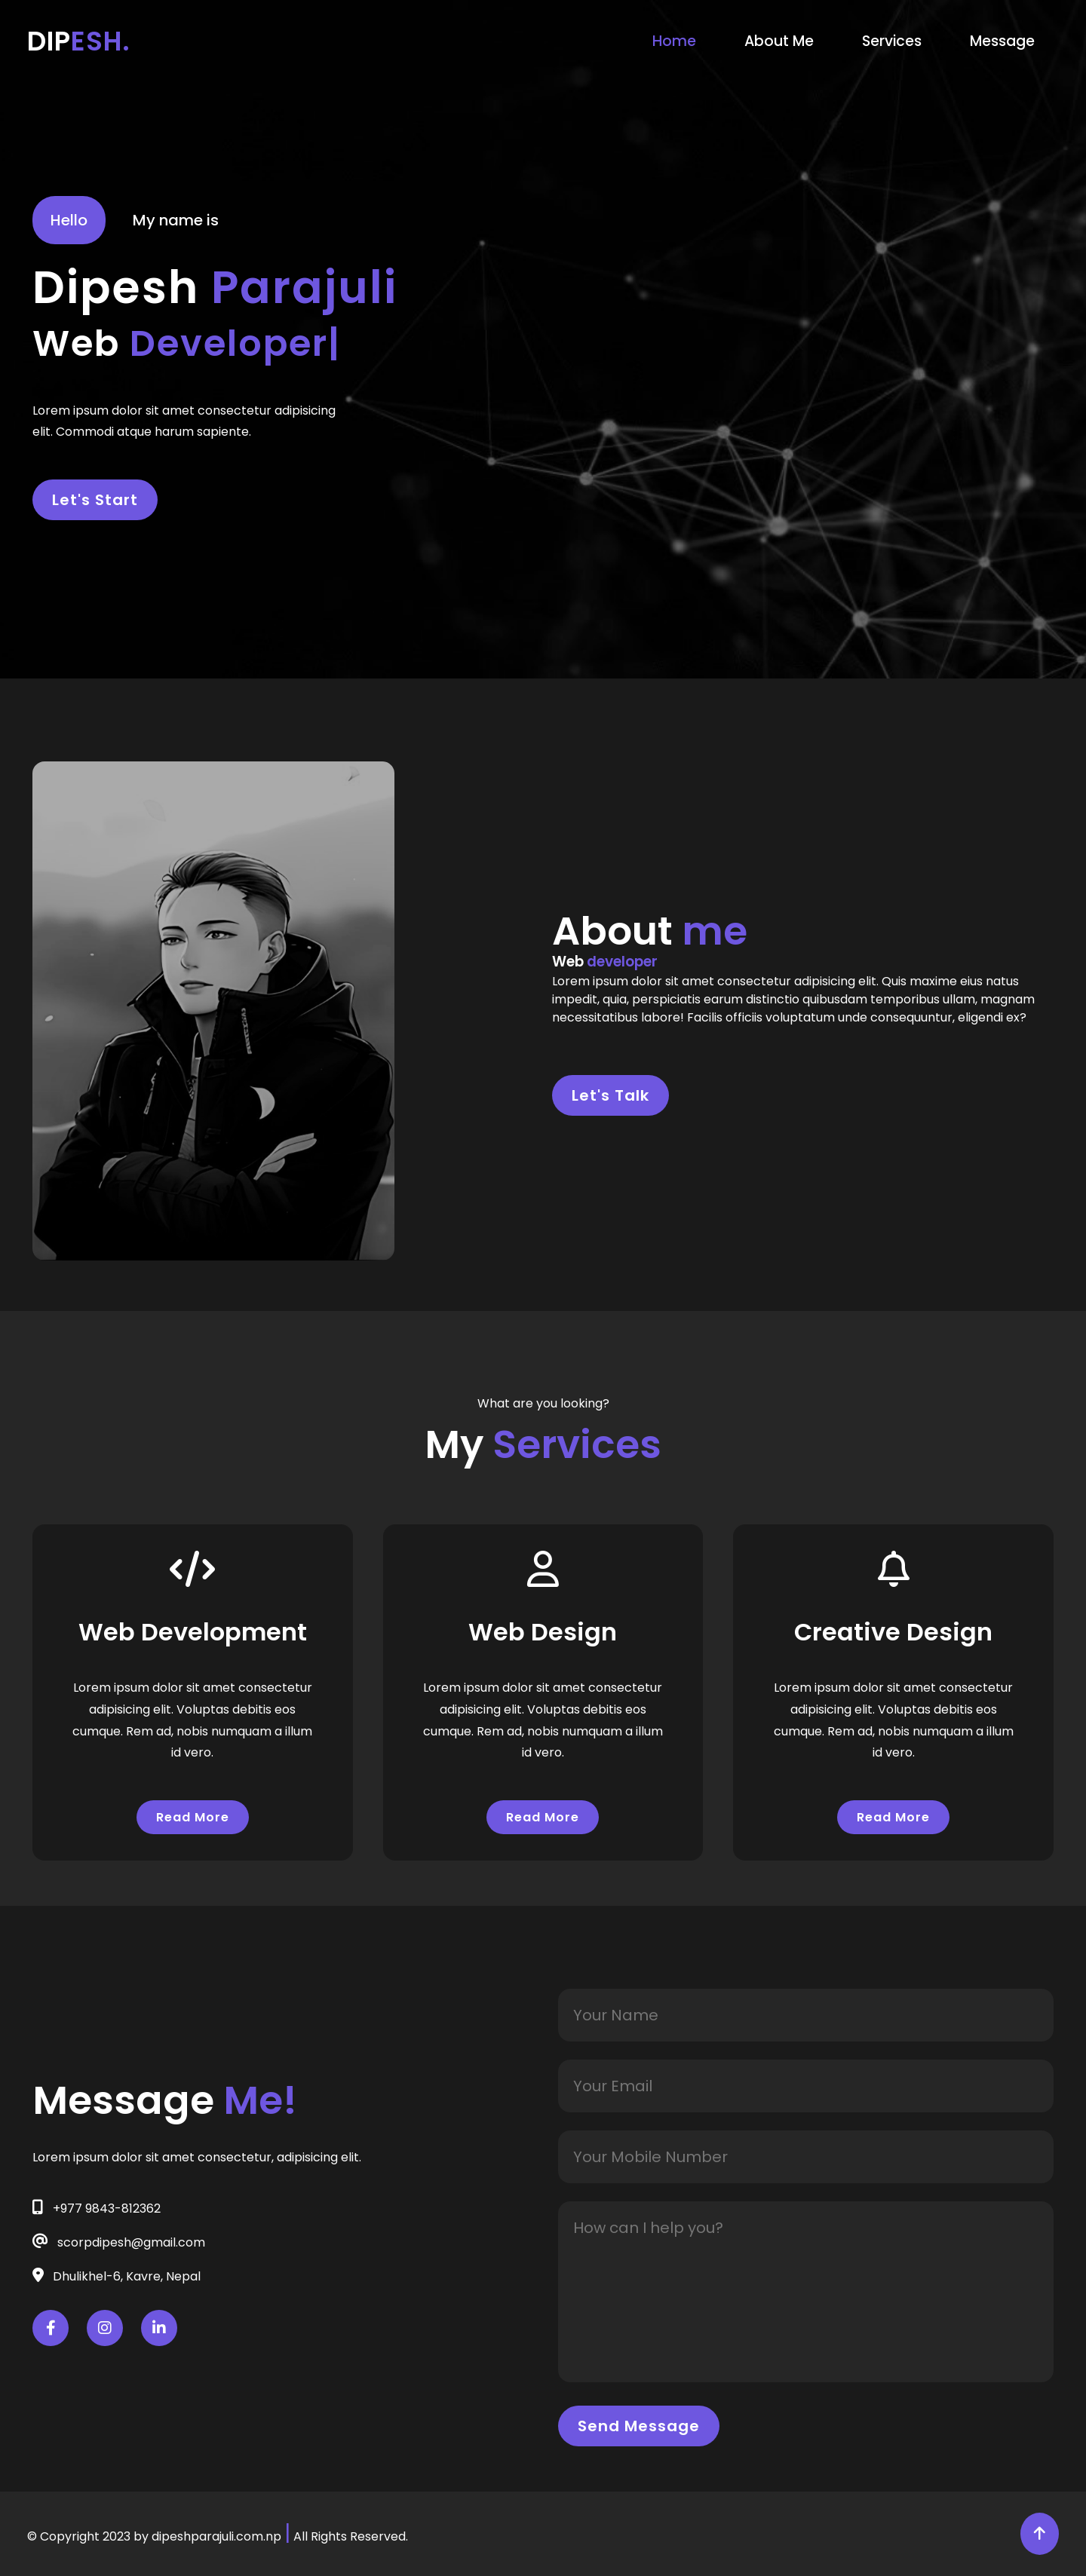 DIPESH.
Home About Me Services Message
Hello My name is
Dipesh Parajuli
Web Developer|
Lorem ipsum dolor sit amet consectetur adipisicing
elit. Commodi atque harum sapiente.
Let's Start
About me
Web developer
Lorem ipsum dolor sit amet consectetur adipisicing elit. Quis maxime eius natus
impedit, quia, perspiciatis earum distinctio quibusdam temporibus ullam, magnam
necessitatibus labore! Facilis officiis voluptatum unde consequuntur, eligendi ex?
Let's Talk
What are you looking?
My Services
Web Development
Lorem ipsum dolor sit amet consectetur
adipisicing elit. Voluptas debitis eos
cumque. Rem ad, nobis numquam a illum
id vero.
Read More
Web Design
Lorem ipsum dolor sit amet consectetur
adipisicing elit. Voluptas debitis eos
cumque. Rem ad, nobis numquam a illum
id vero.
Read More
Creative Design
Lorem ipsum dolor sit amet consectetur
adipisicing elit. Voluptas debitis eos
cumque. Rem ad, nobis numquam a illum
id vero.
Read More
Message Me!
Lorem ipsum dolor sit amet consectetur, adipisicing elit.
+977 9843-812362
scorpdipesh@gmail.com
Dhulikhel-6, Kavre, Nepal
Your Name
Your Email
Your Mobile Number
How can I help you?
Send Message
© Copyright 2023 by dipeshparajuli.com.np | All Rights Reserved.